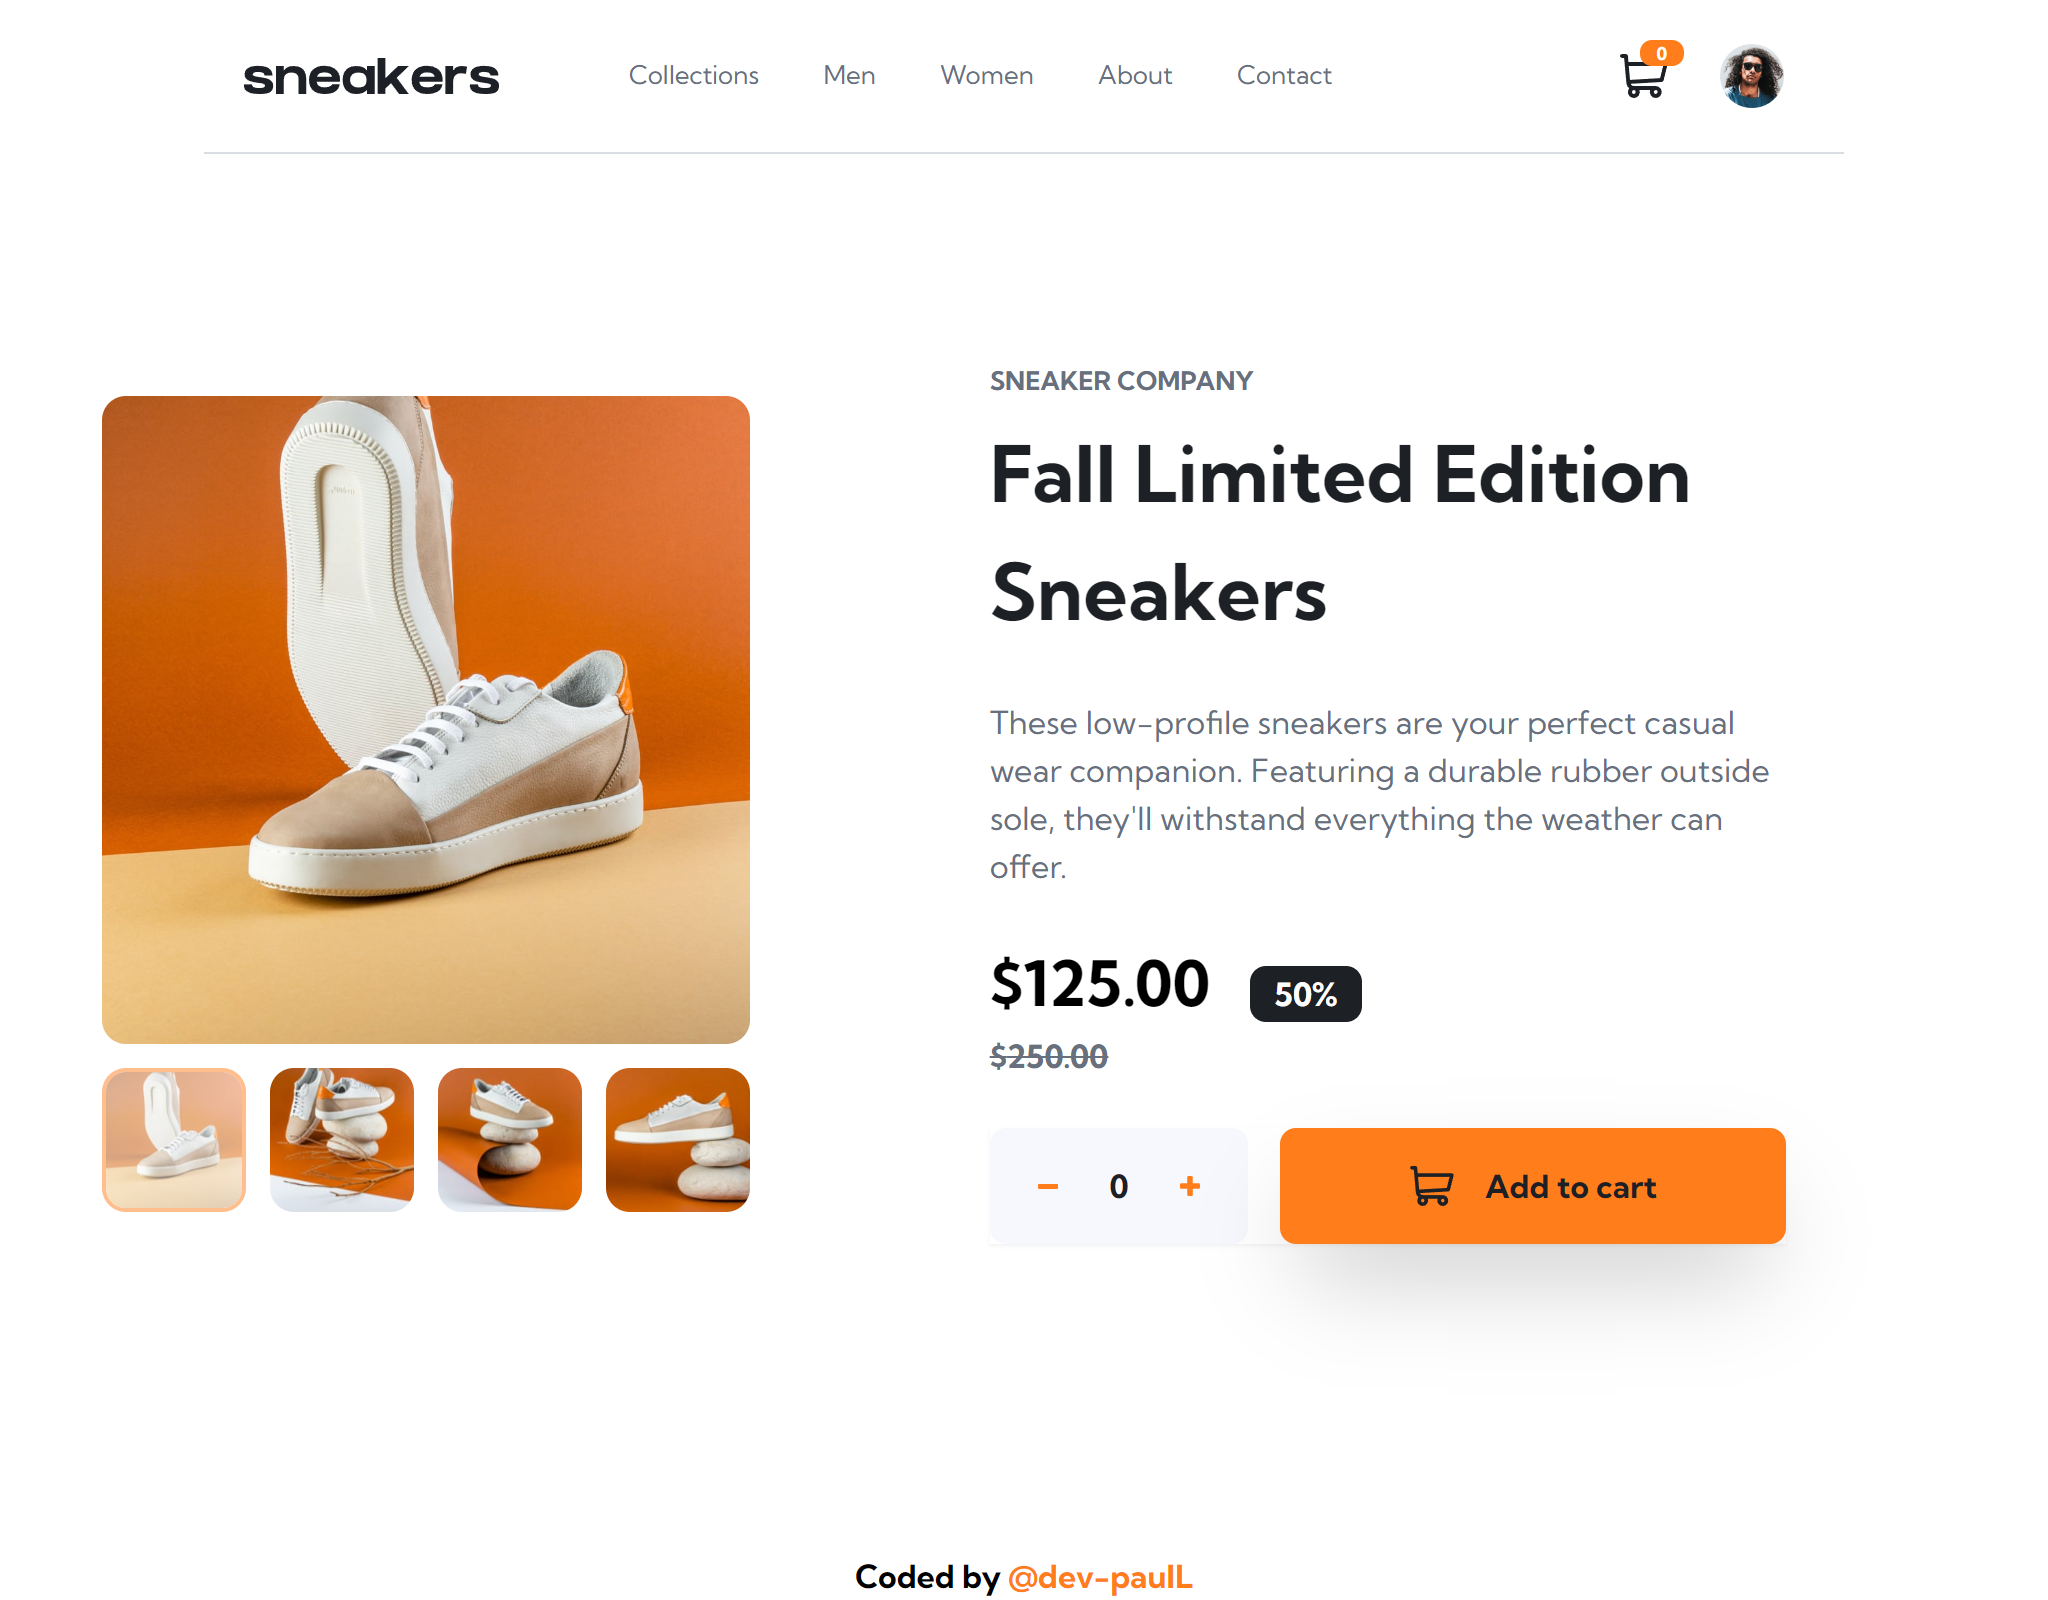 sneakers
Collections
Men
Women
About
Contact
0
SNEAKER COMPANY
Fall Limited Edition
Sneakers
These low-profile sneakers are your perfect casual
wear companion. Featuring a durable rubber outside
sole, they'll withstand everything the weather can
offer.
$125.00
50%
$250.00
0
Add to cart
Coded by @dev-paulL